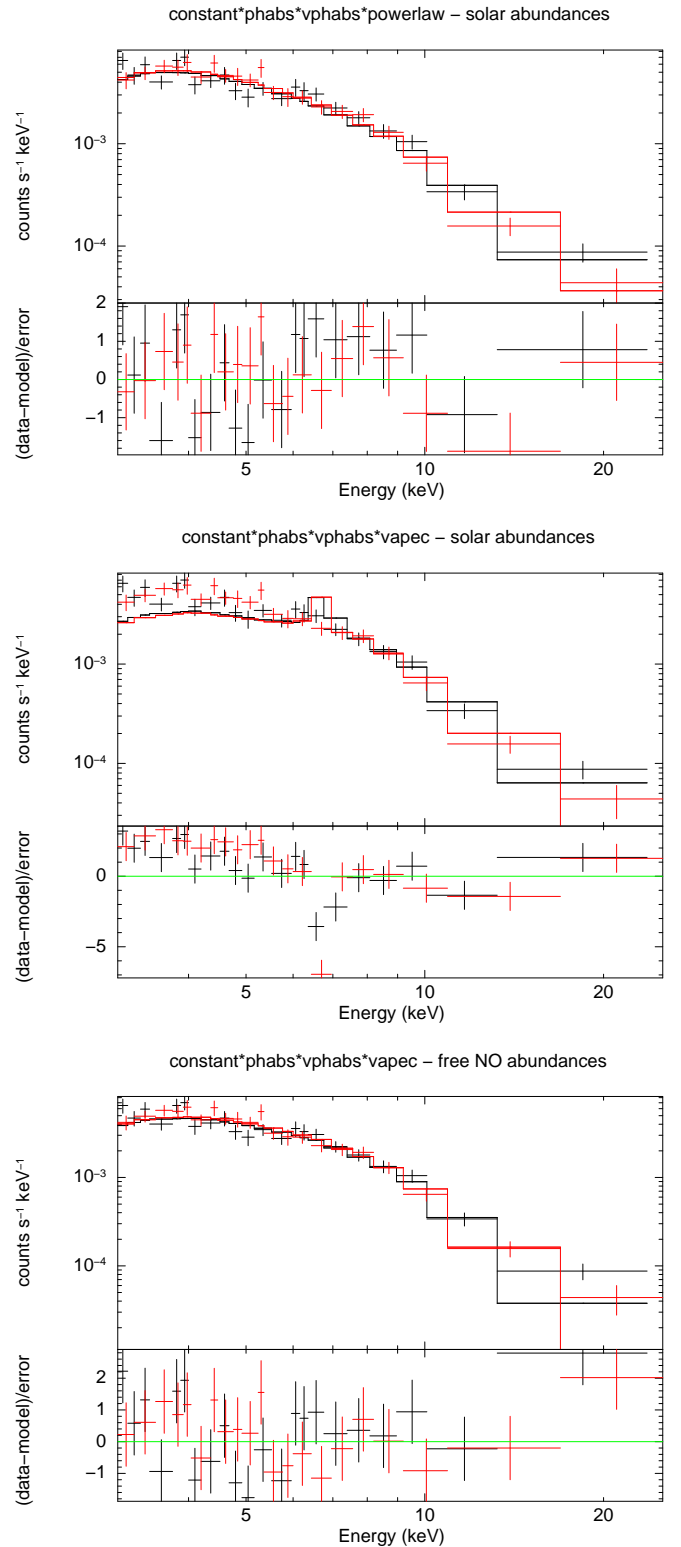 constant*phabs*vphabs*powerlaw – solar abundances
counts s⁻¹ keV⁻¹
10⁻³
10⁻⁴
(data−model)/error
2
1
0
−1
5
10
20
Energy (keV)
constant*phabs*vphabs*vapec – solar abundances
counts s⁻¹ keV⁻¹
10⁻³
10⁻⁴
(data−model)/error
0
−5
5
10
20
Energy (keV)
constant*phabs*vphabs*vapec – free NO abundances
counts s⁻¹ keV⁻¹
10⁻³
10⁻⁴
(data−model)/error
2
1
0
−1
5
10
20
Energy (keV)